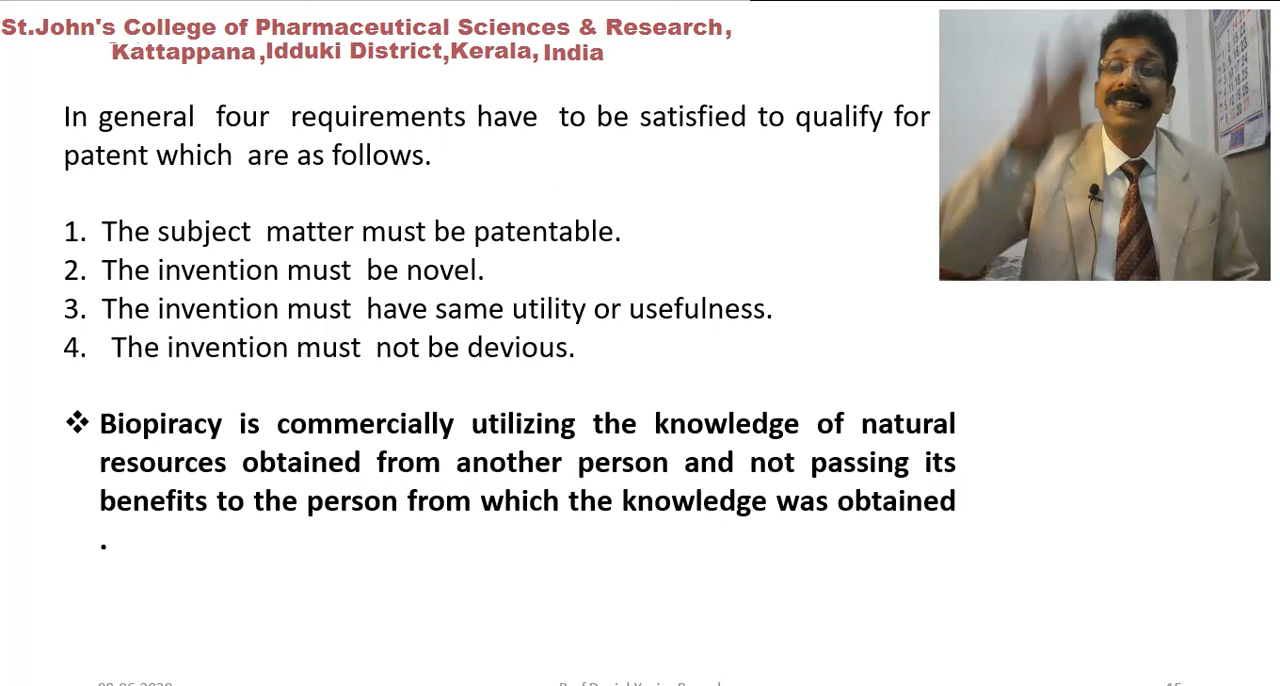 St.John's College of Pharmaceutical Sciences & Research,
Kattappana,Idduki District,Kerala, India
In general four requirements have to be satisfied to qualify for
patent which are as follows.
1. The subject matter must be patentable.
2. The invention must be novel.
3. The invention must have same utility or usefulness.
4. The invention must not be devious.
❖ Biopiracy is commercially utilizing the knowledge of natural
resources obtained from another person and not passing its
benefits to the person from which the knowledge was obtained
.